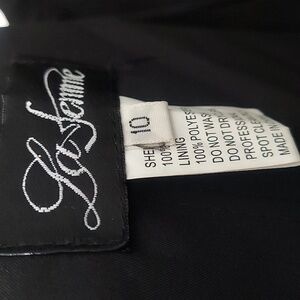 La Femme
10
SHE
100%
LINING
100% POLYES
DO NOT WAS
DO NOT DR
PROFESS
SPOT CLE
MADE IN